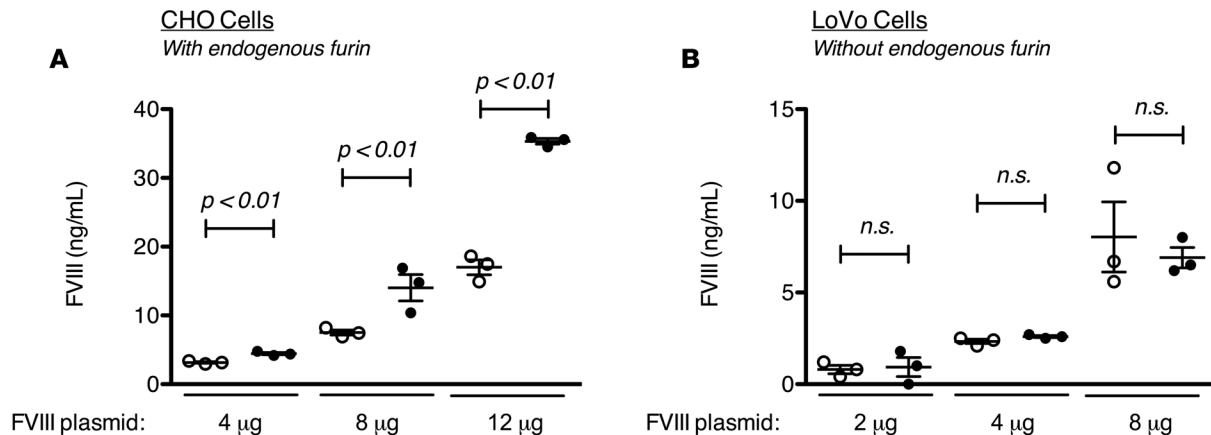 CHO Cells
With endogenous furin
A
p < 0.01
p < 0.01
p < 0.01
40
30
20
10
0
FVIII (ng/mL)
FVIII plasmid: 4 μg 8 μg 12 μg
LoVo Cells
Without endogenous furin
B
n.s.
n.s.
n.s.
15
10
5
0
FVIII (ng/mL)
FVIII plasmid: 2 μg 4 μg 8 μg